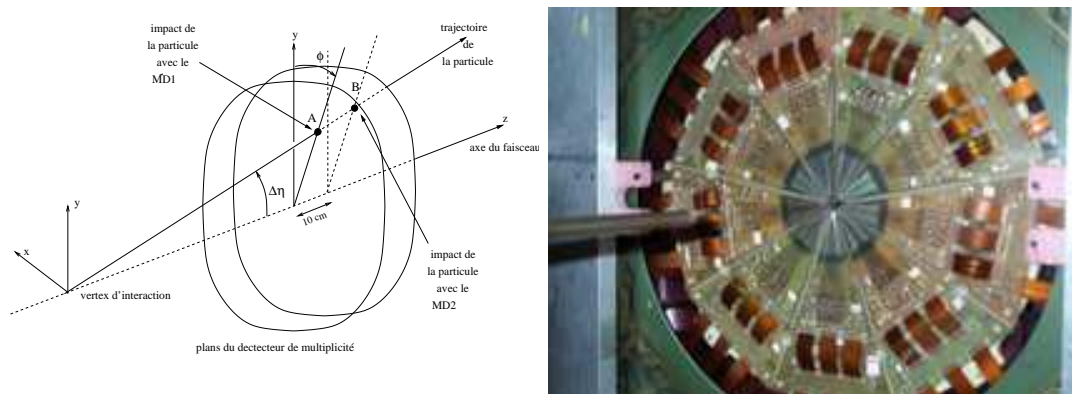 impact de
la particule
avec le
MD1
y
ϕ
trajectoire
de
la particule
A
B
z
axe du faisceau
Δη
10 cm
y
x
vertex d'interaction
impact de
la particule
avec le
MD2
plans du dectecteur de multiplicité